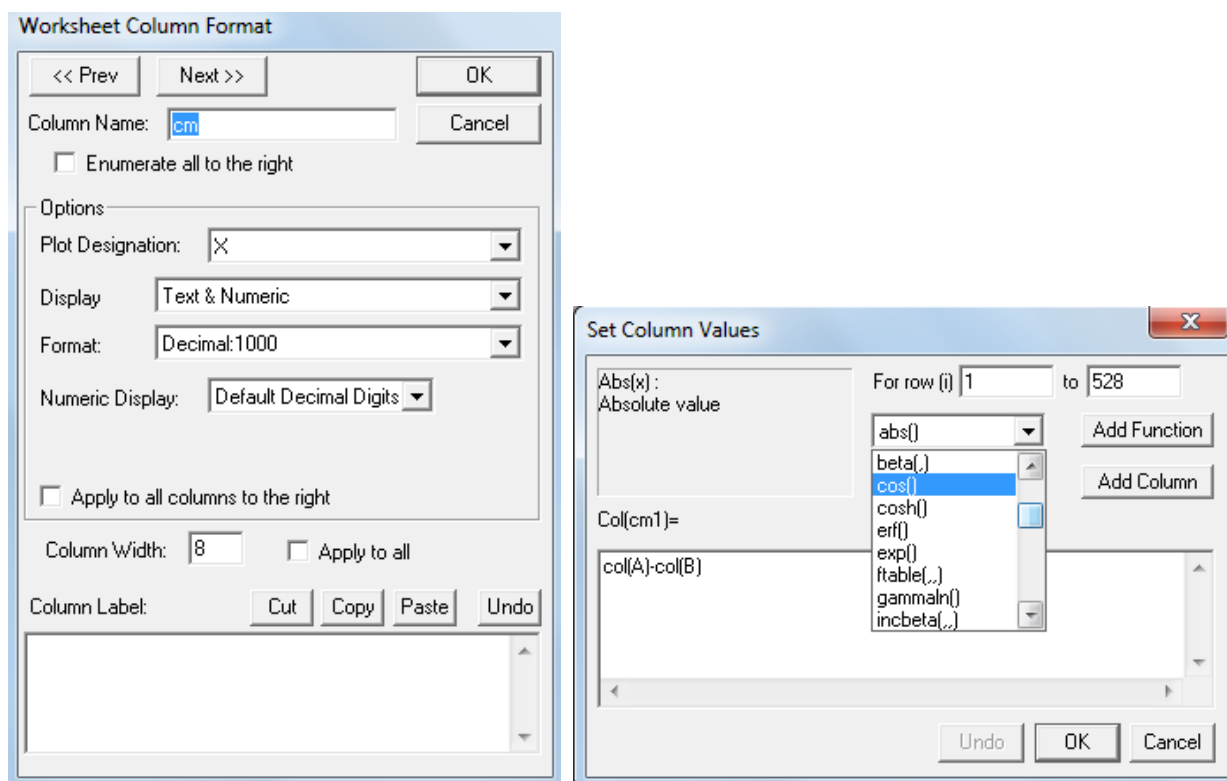 Worksheet Column Format
<< Prev Next >> OK
Column Name: cm Cancel
Enumerate all to the right
Options
Plot Designation: X
Display Text & Numeric
Format: Decimal:1000
Numeric Display: Default Decimal Digits
Apply to all columns to the right
Column Width: 8 Apply to all
Column Label: Cut Copy Paste Undo
Set Column Values
Abs(x) :
Absolute value
For row (i) 1 to 528
abs() Add Function
beta(,)
cos() Add Column
cosh()
erf()
exp()
ftable(,,)
gammaln()
incbeta(,,)
Col(cm1)=
col(A)-col(B)
Undo OK Cancel